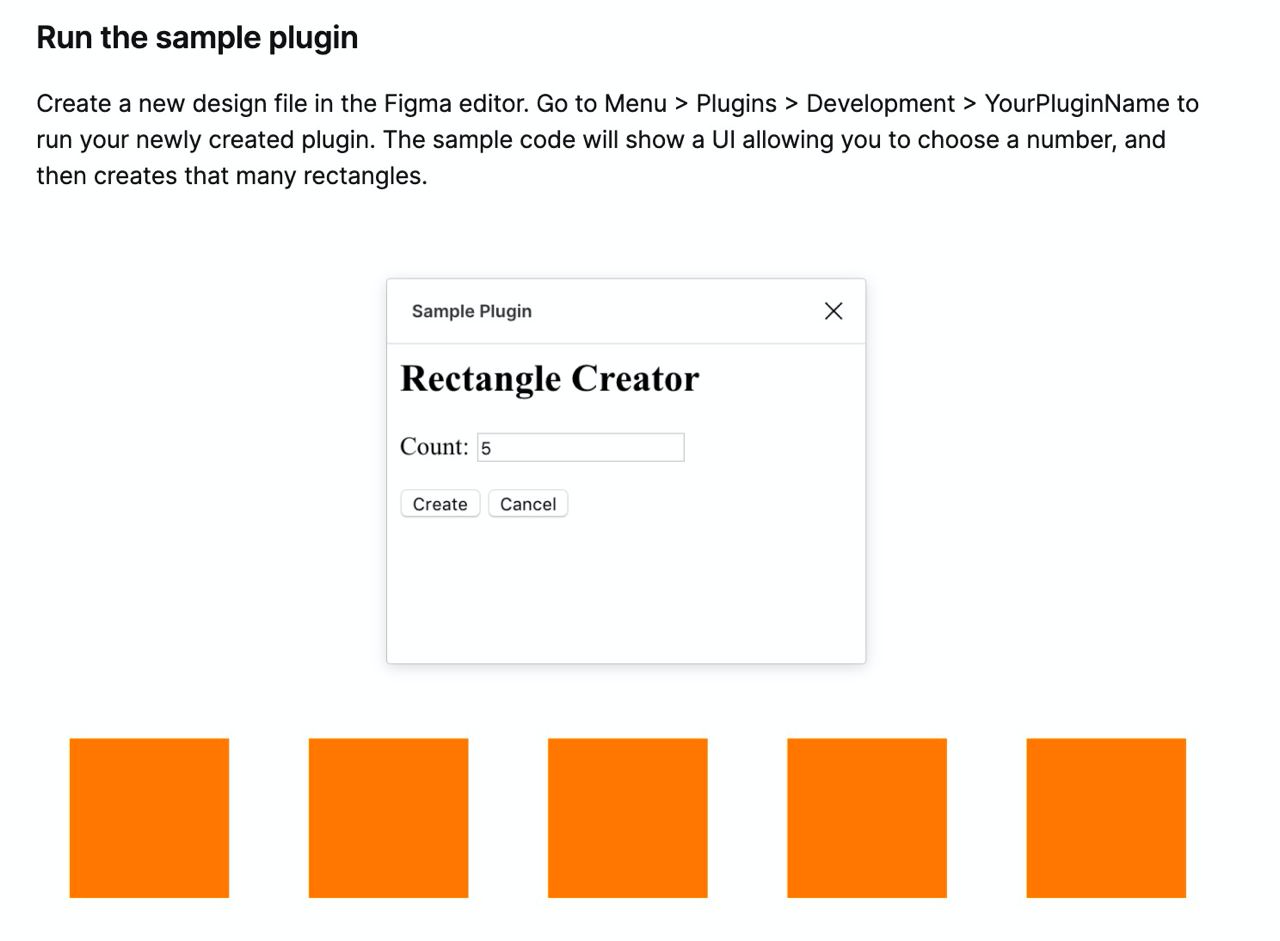 Run the sample plugin
Create a new design file in the Figma editor. Go to Menu > Plugins > Development > YourPluginName to
run your newly created plugin. The sample code will show a UI allowing you to choose a number, and
then creates that many rectangles.
Sample Plugin
Rectangle Creator
Count: 5
Create Cancel